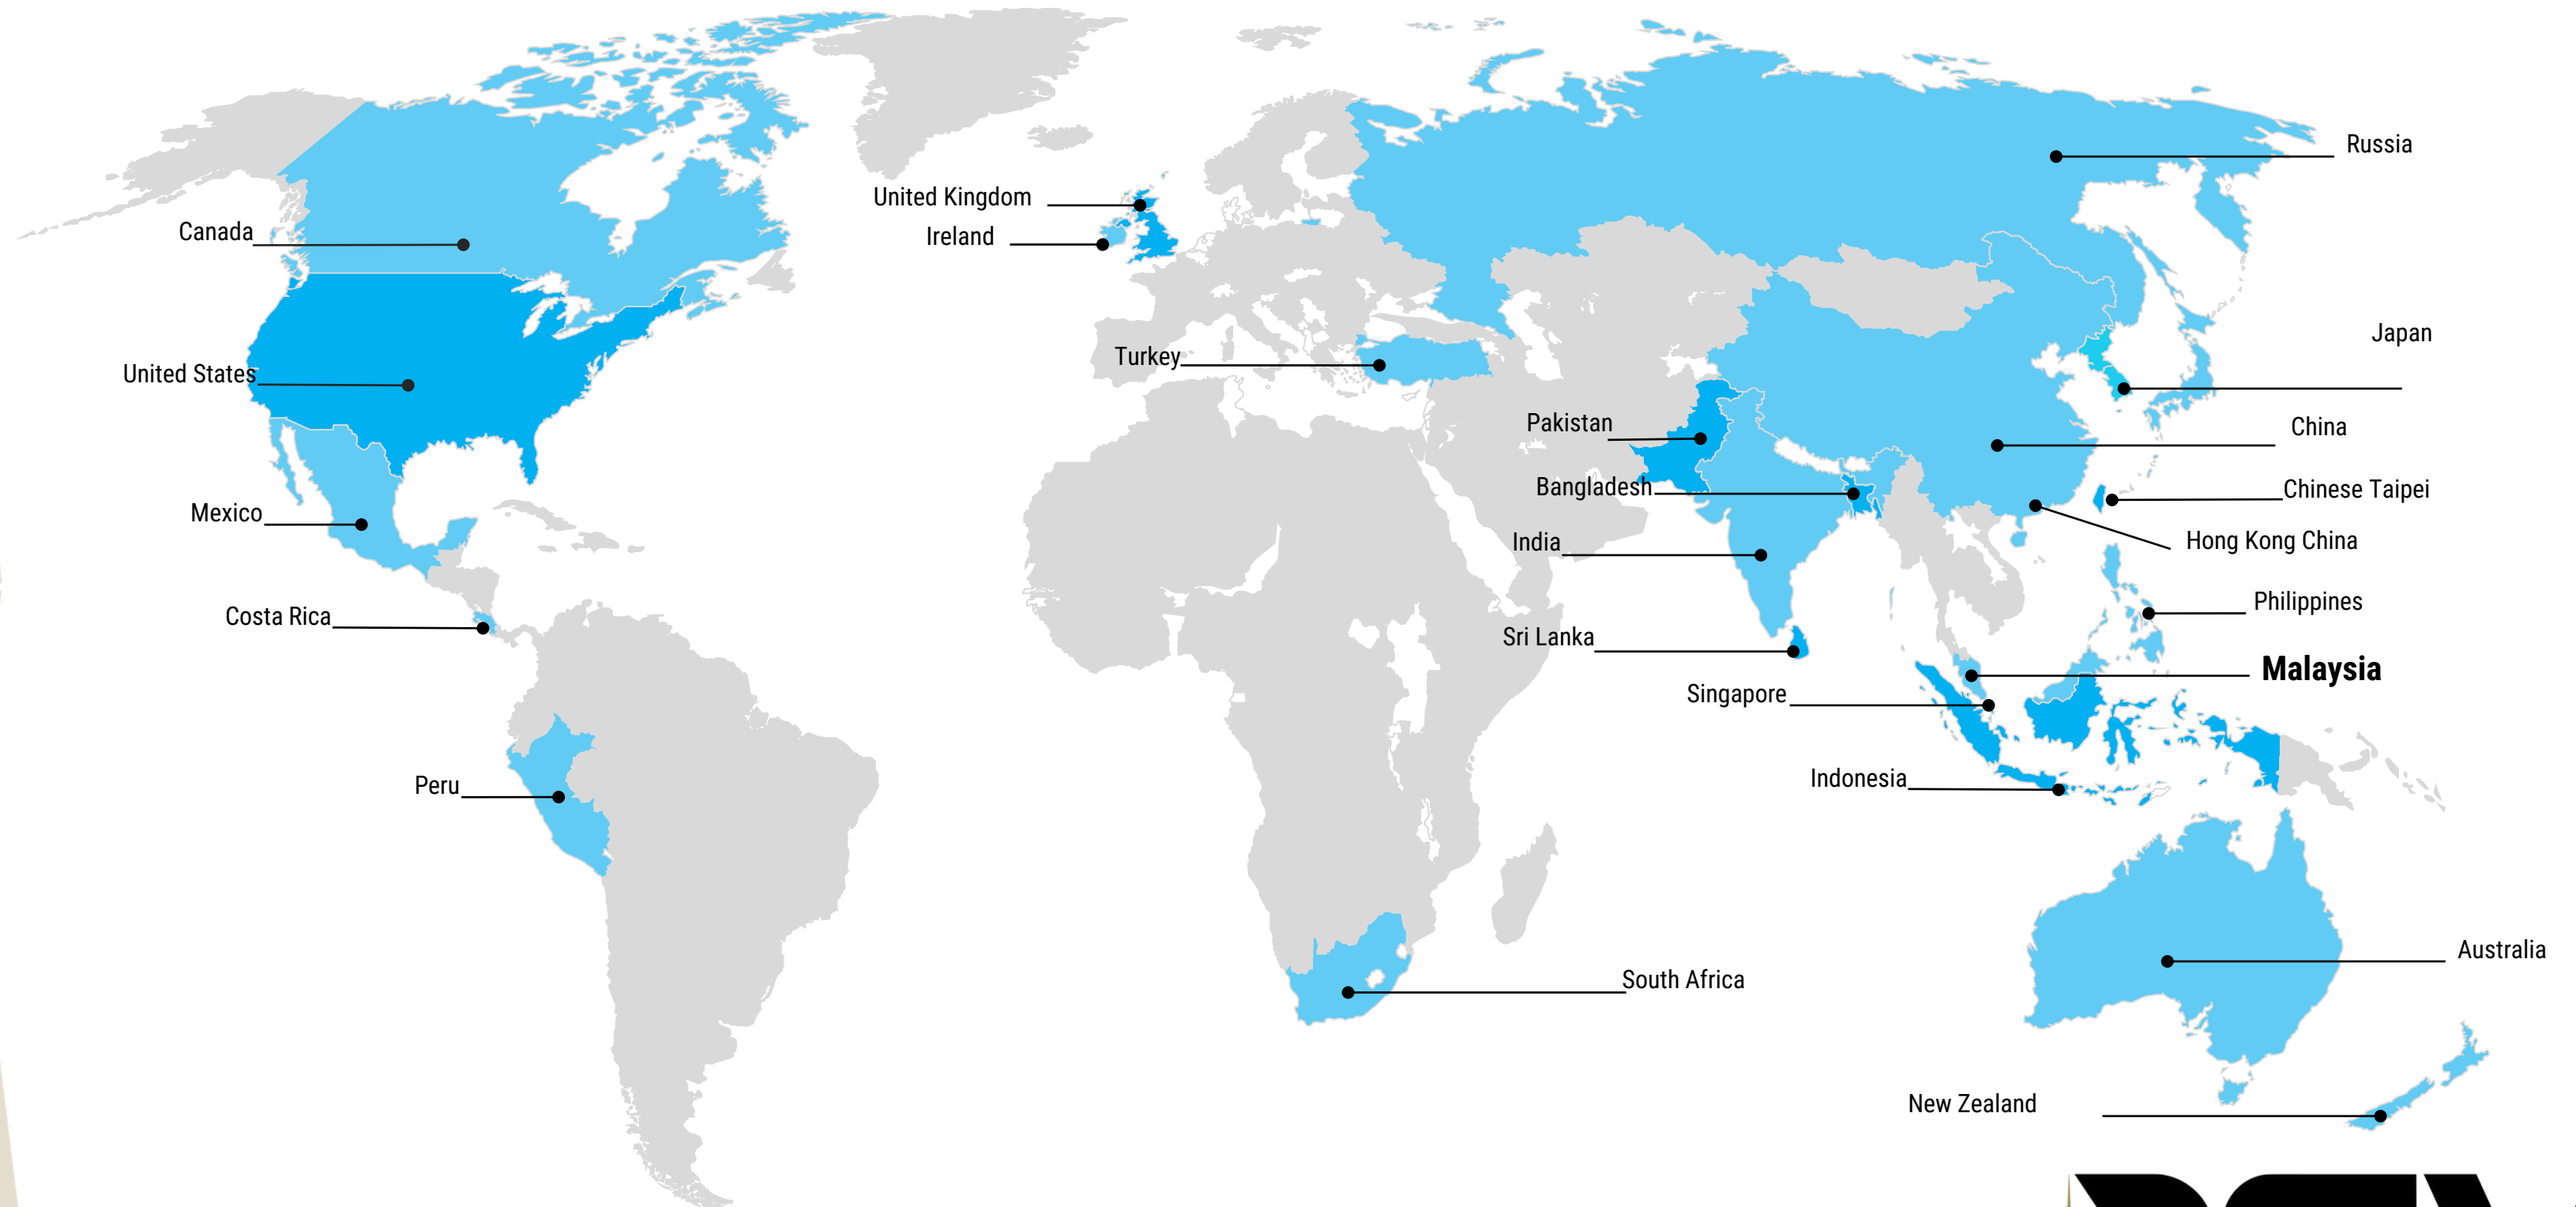 Russia
United Kingdom
Canada
Ireland
Japan
Turkey
United States
Pakistan
China
Bangladesh
Chinese Taipei
Mexico
India
Hong Kong China
Philippines
Costa Rica
Sri Lanka
Malaysia
Singapore
Indonesia
Peru
Australia
South Africa
New Zealand